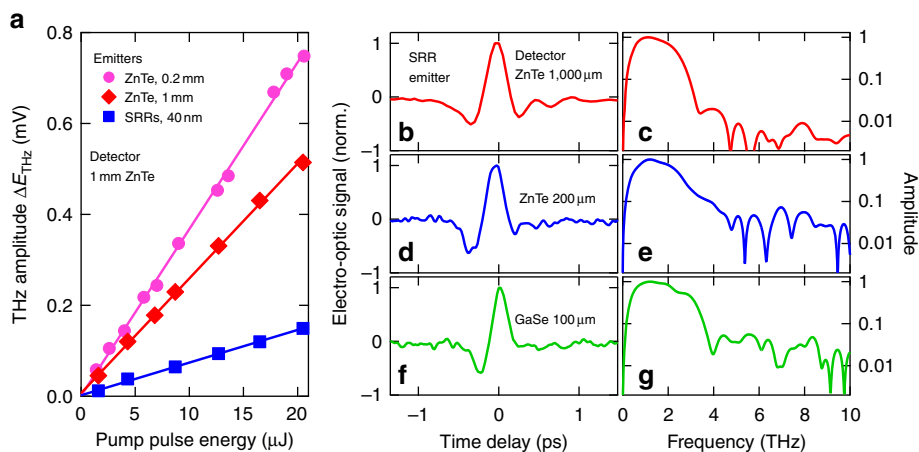 a
0.8
0.6
0.4
0.2
0.0
THz amplitude ΔE_THz (mV)
Emitters
ZnTe, 0.2 mm
ZnTe, 1 mm
SRRs, 40 nm
Detector
1 mm ZnTe
0 5 10 15 20
Pump pulse energy (μJ)
Electro-optic signal (norm.)
1
0
−1
SRR
emitter
Detector
ZnTe 1,000 μm
b
c
1
0.1
0.01
1
0
−1
ZnTe 200 μm
d
e
1
0.1
0.01
1
0
−1
GaSe 100 μm
f
g
1
0.1
0.01
Amplitude
−1 0 1
Time delay (ps)
0 2 4 6 8 10
Frequency (THz)